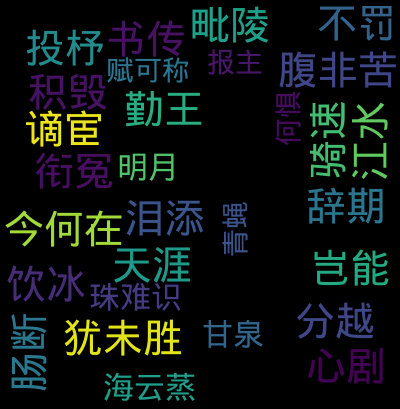 不罚
毗陵
书传
投杼
报主
赋可称
腹非苦
积毁
勤王
何惧
骑速
江水
谪宦
衔冤
明月
辞期
泪添
今何在
青蝇
天涯
岂能
饮冰
珠难识
分越
肠断
犹未胜
甘泉
心剧
海云蒸